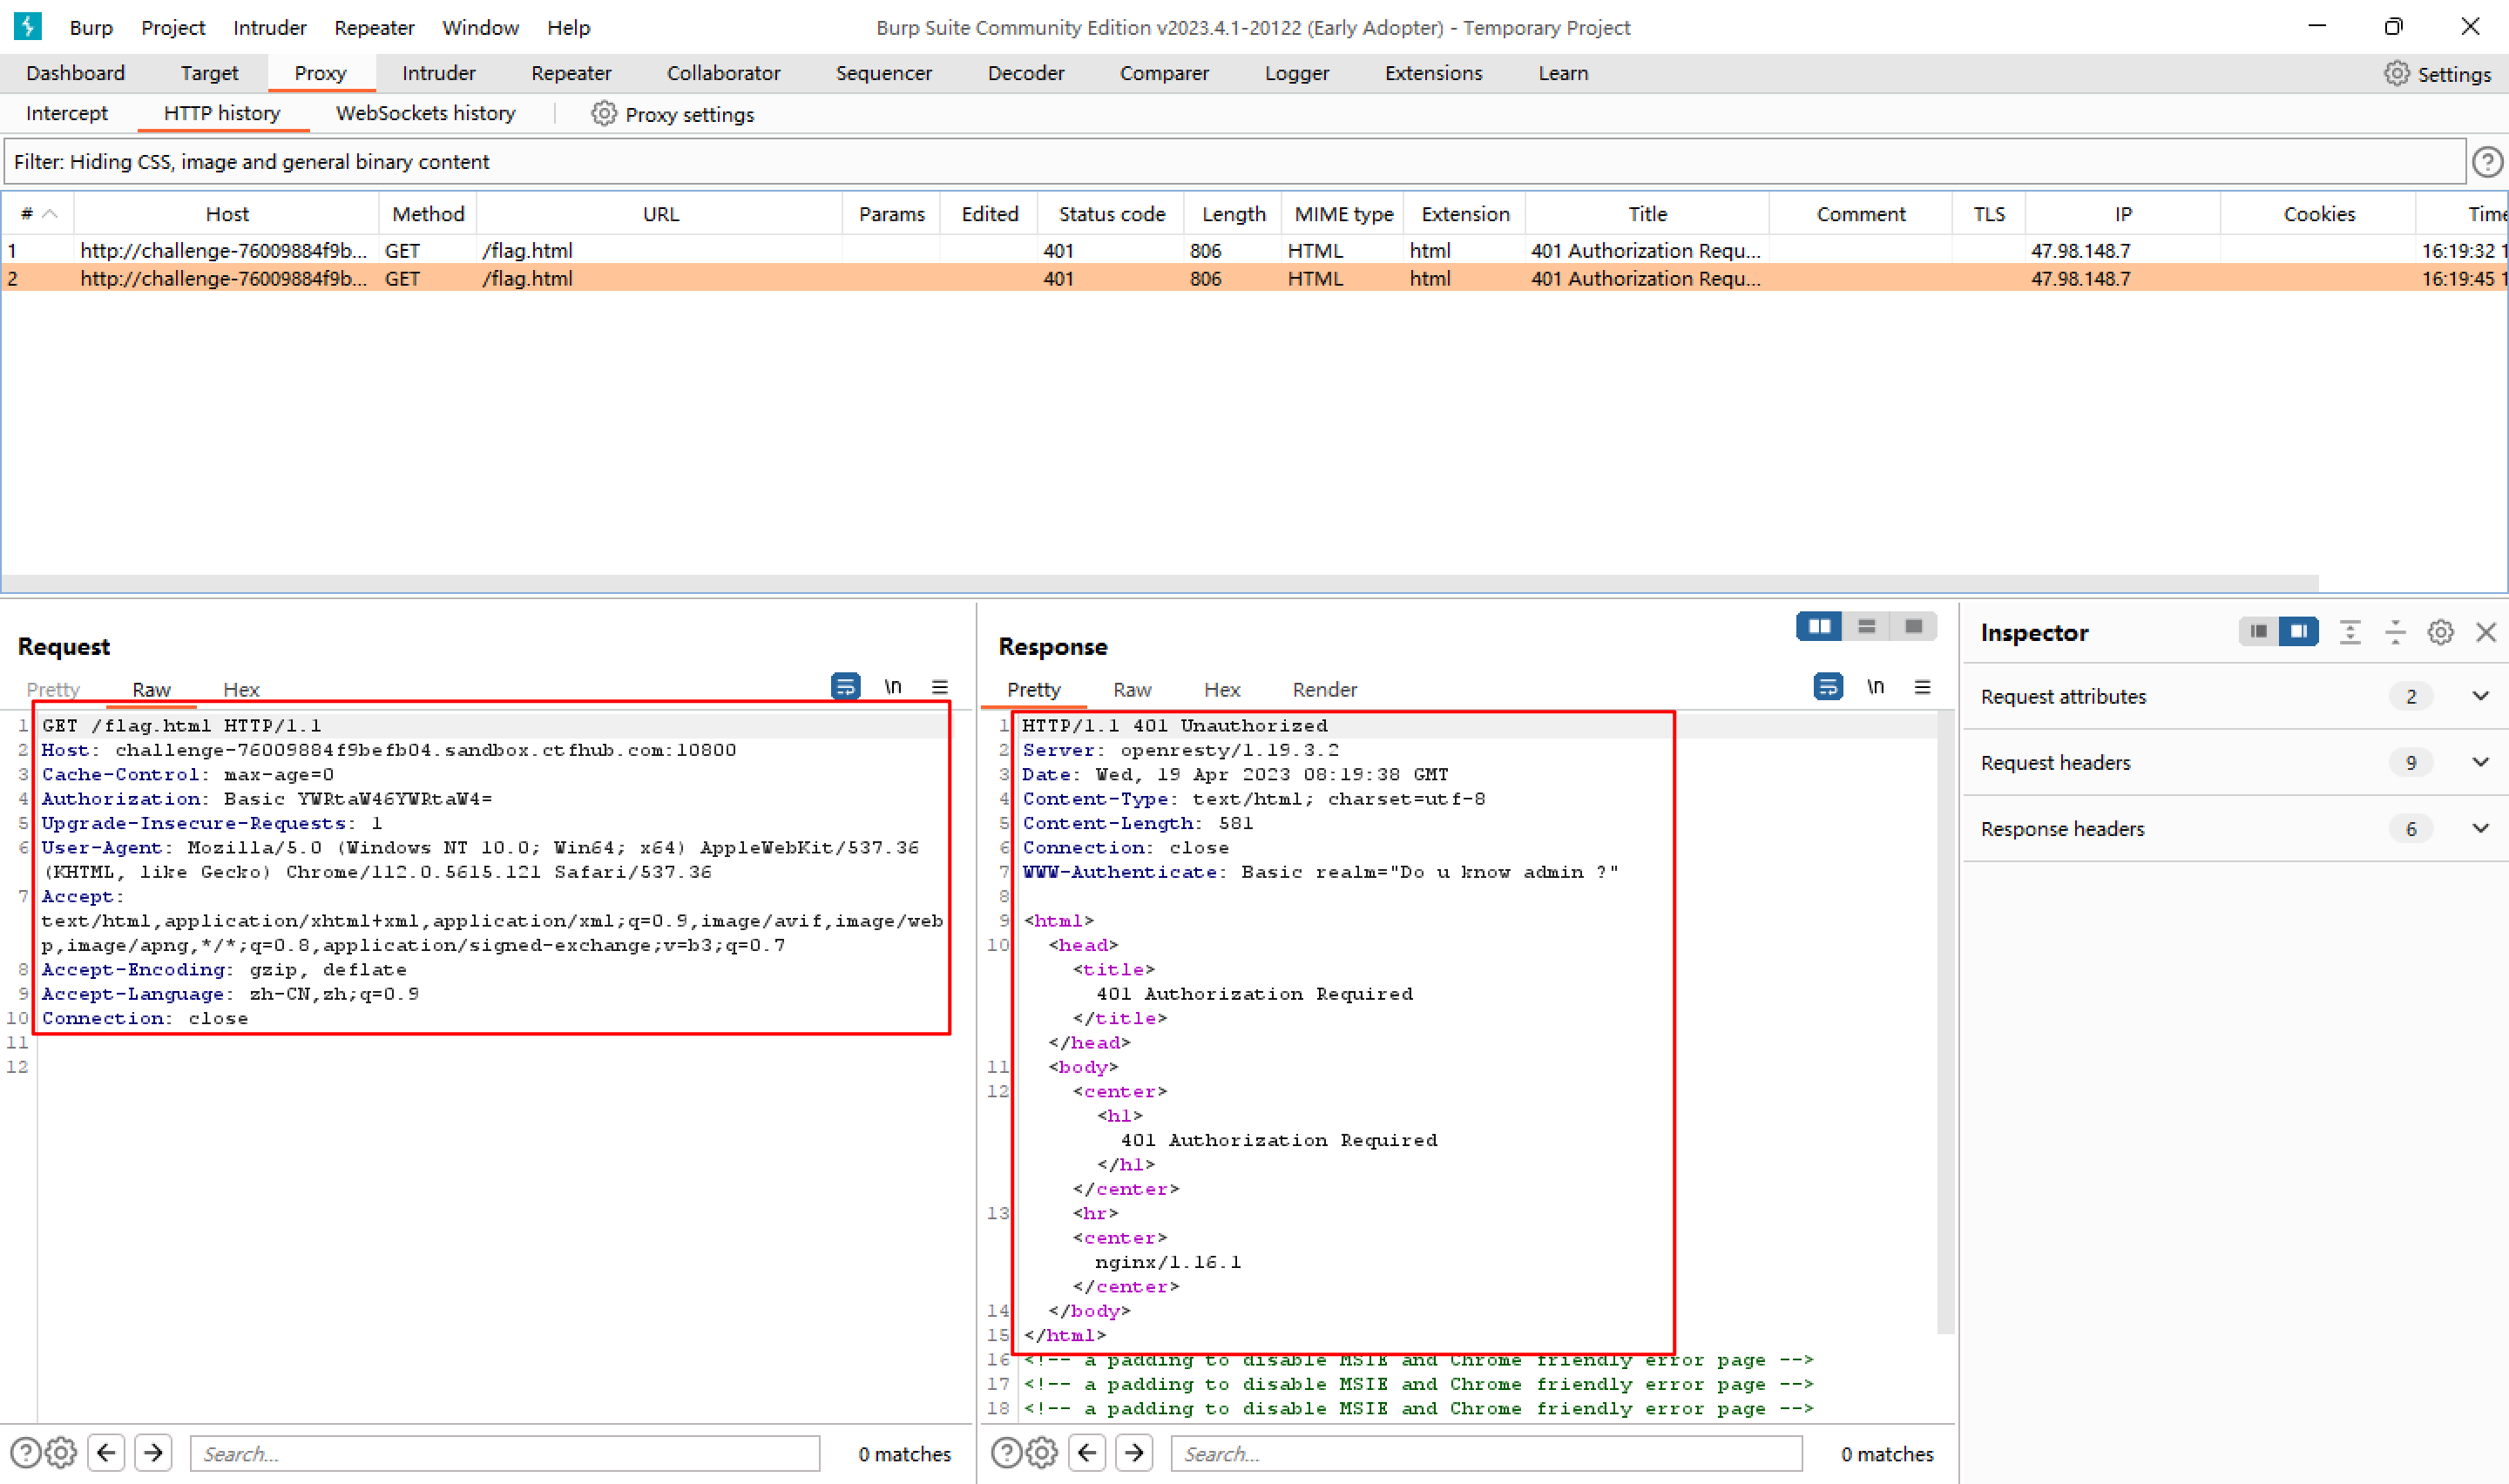 Burp Project Intruder Repeater Window Help Burp Suite Community Edition v2023.4.1-20122 (Early Adopter) - Temporary Project
Dashboard Target Proxy Intruder Repeater Collaborator Sequencer Decoder Comparer Logger Extensions Learn Settings
Intercept HTTP history WebSockets history Proxy settings
Filter: Hiding CSS, image and general binary content
# Host Method URL Params Edited Status code Length MIME type Extension Title Comment TLS IP Cookies Time
1 http://challenge-76009884f9b... GET /flag.html 401 806 HTML html 401 Authorization Requ... 47.98.148.7 16:19:32 1
2 http://challenge-76009884f9b... GET /flag.html 401 806 HTML html 401 Authorization Requ... 47.98.148.7 16:19:45 1
Request
Pretty Raw Hex \n
1 GET /flag.html HTTP/1.1
2 Host: challenge-76009884f9befb04.sandbox.ctfhub.com:10800
3 Cache-Control: max-age=0
4 Authorization: Basic YWRtaW46YWRtaW4=
5 Upgrade-Insecure-Requests: 1
6 User-Agent: Mozilla/5.0 (Windows NT 10.0; Win64; x64) AppleWebKit/537.36
(KHTML, like Gecko) Chrome/112.0.5615.121 Safari/537.36
7 Accept:
text/html,application/xhtml+xml,application/xml;q=0.9,image/avif,image/web
p,image/apng,*/*;q=0.8,application/signed-exchange;v=b3;q=0.7
8 Accept-Encoding: gzip, deflate
9 Accept-Language: zh-CN,zh;q=0.9
10 Connection: close
11
12
Search... 0 matches
Response
Pretty Raw Hex Render \n
1 HTTP/1.1 401 Unauthorized
2 Server: openresty/1.19.3.2
3 Date: Wed, 19 Apr 2023 08:19:38 GMT
4 Content-Type: text/html; charset=utf-8
5 Content-Length: 581
6 Connection: close
7 WWW-Authenticate: Basic realm="Do u know admin ?"
8
9 <html>
10 <head>
<title>
401 Authorization Required
</title>
</head>
11 <body>
12 <center>
<h1>
401 Authorization Required
</h1>
</center>
13 <hr>
<center>
nginx/1.16.1
</center>
14 </body>
15 </html>
16 <!-- a padding to disable MSIE and Chrome friendly error page -->
17 <!-- a padding to disable MSIE and Chrome friendly error page -->
18 <!-- a padding to disable MSIE and Chrome friendly error page -->
Search... 0 matches
Inspector
Request attributes 2
Request headers 9
Response headers 6